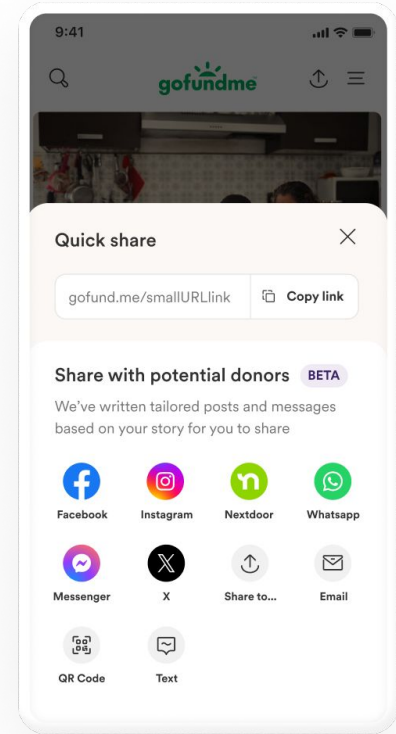 9:41
gofundme
Quick share
gofund.me/smallURLlink
Copy link
Share with potential donors BETA
We've written tailored posts and messages
based on your story for you to share
Facebook Instagram Nextdoor Whatsapp
Messenger X Share to... Email
QR Code Text